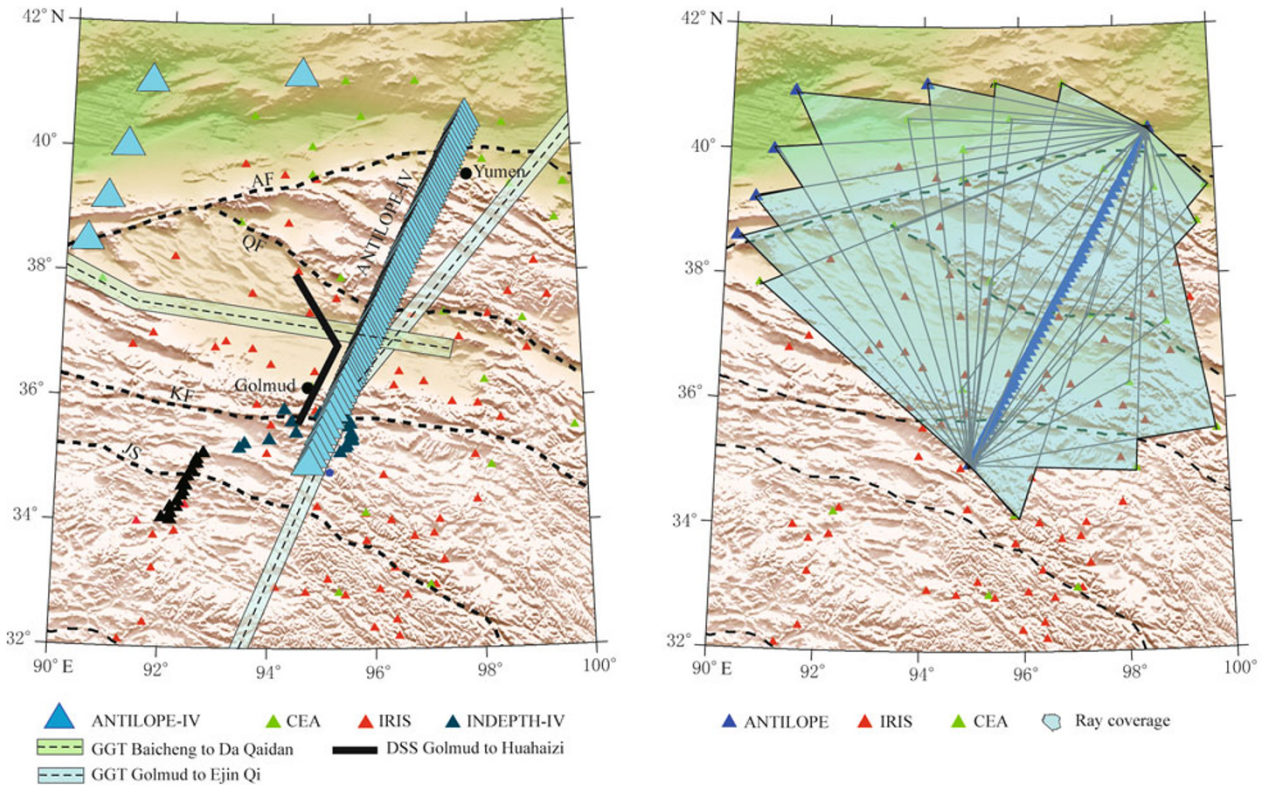 42° N
40°
38°
36°
34°
32°
90° E
92°
94°
96°
98°
100°
AF
QF
KF
JS
ANTILOPE-IV
Yumen
Golmud
ANTILOPE-IV
CEA
IRIS
INDEPTH-IV
GGT Baicheng to Da Qaidan
DSS Golmud to Huahaizi
GGT Golmud to Ejin Qi
42° N
40°
38°
36°
34°
32°
90° E
92°
94°
96°
98°
100°
ANTILOPE
IRIS
CEA
Ray coverage